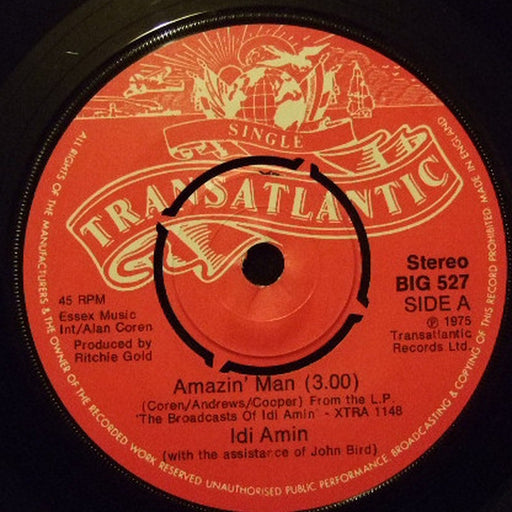 SINGLE
TRANSATLANTIC
45 RPM
Essex Music
Int/Alan Coren
Produced by
Ritchie Gold
Stereo
BIG 527
SIDE A
℗ 1975
Transatlantic
Records Ltd.
Amazin' Man (3.00)
(Coren/Andrews/Cooper) From the L.P.
'The Broadcasts Of Idi Amin' - XTRA 1148
Idi Amin
(with the assistance of John Bird)
ALL RIGHTS OF THE MANUFACTURERS & THE OWNER OF THE RECORDED WORK RESERVED UNAUTHORISED PUBLIC PERFORMANCE, BROADCASTING & COPYING OF THIS RECORD PROHIBITED MADE IN ENGLAND